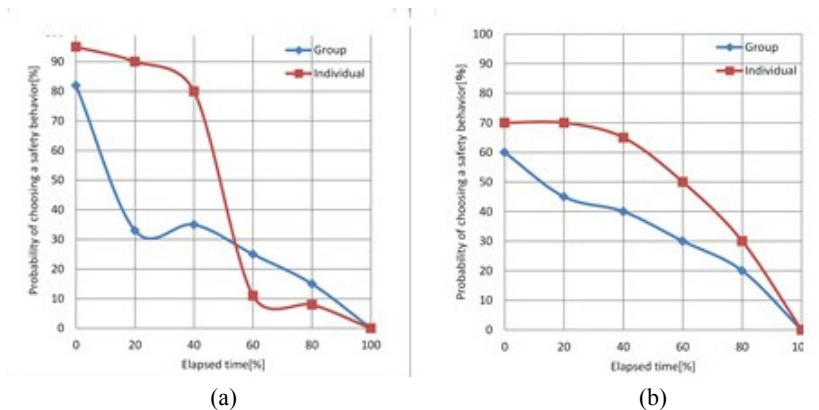 Probability of choosing a safety behavior[%]
90
80
70
60
50
40
30
20
10
0
0 20 40 60 80 100
Elapsed time[%]
Group
Individual
(a)
Probability of choosing a safety behavior[%]
100
90
80
70
60
50
40
30
20
10
0
0 20 40 60 80 10
Elapsed time[%]
Group
Individual
(b)